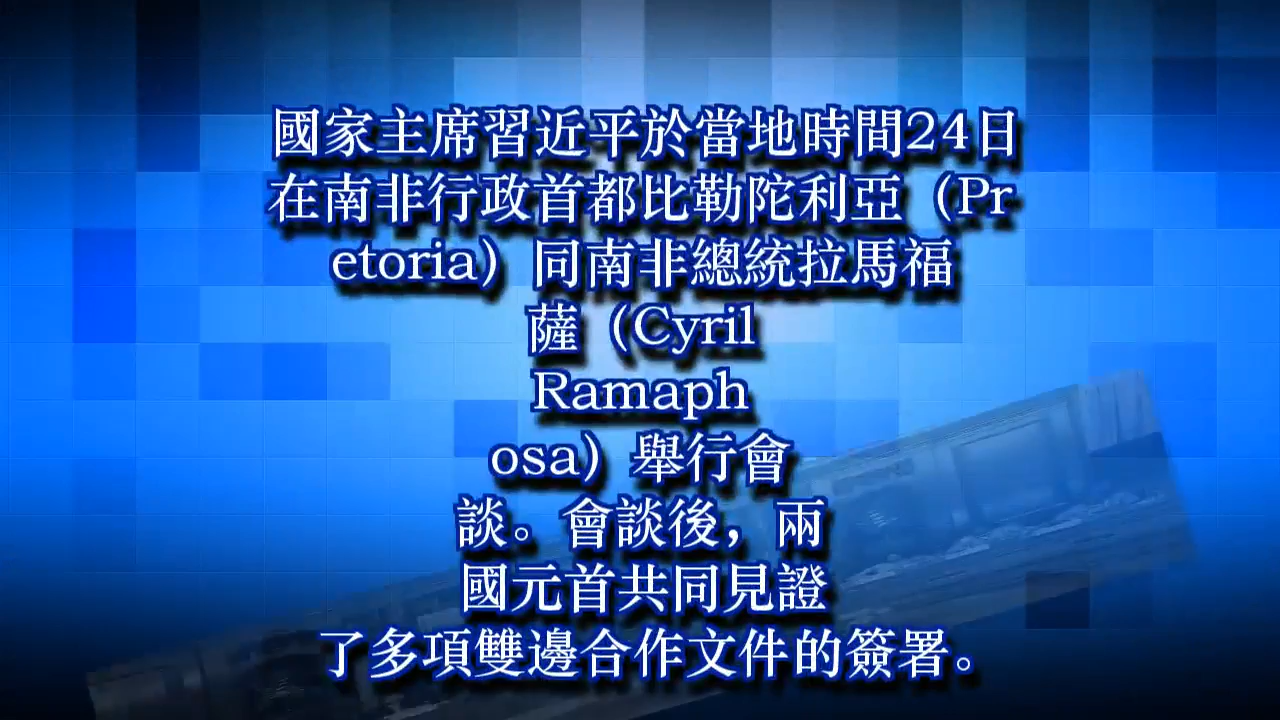 國家主席習近平於當地時間24日
在南非行政首都比勒陀利亞（Pr
etoria）同南非總統拉馬福
薩（Cyril
Ramaph
osa）舉行會
談。會談後，兩
國元首共同見證
了多項雙邊合作文件的簽署。